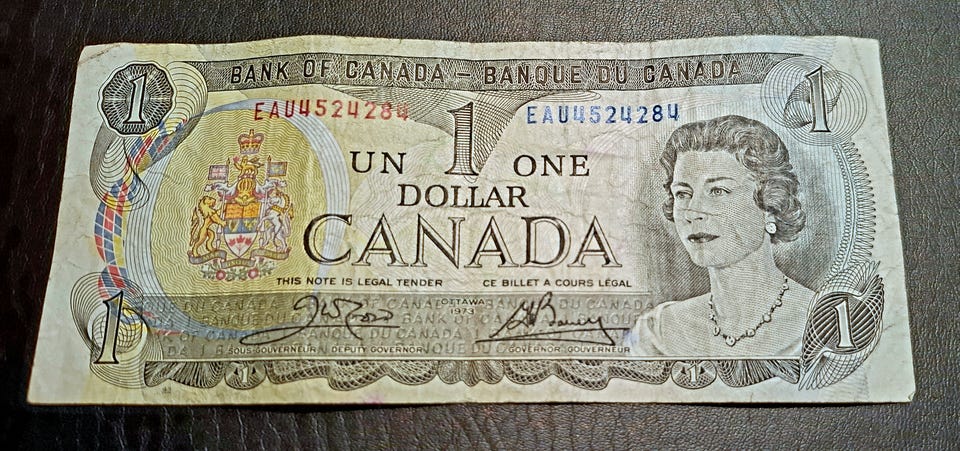 BANK OF CANADA – BANQUE DU CANADA
1 1
EAU4524284 EAU4524284
UN 1 ONE
DOLLAR
CANADA
THIS NOTE IS LEGAL TENDER CE BILLET A COURS LÉGAL
OTTAWA
1973
SOUS-GOUVERNEUR DEPUTY GOVERNOR GOVERNOR GOUVERNEUR
1 1
1 1